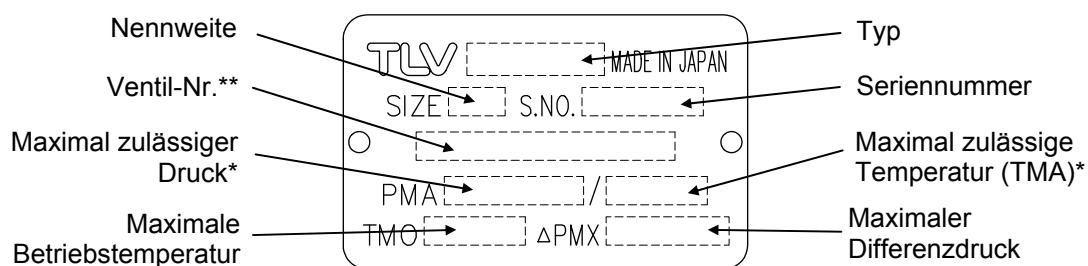 Nennweite
Ventil-Nr.**
Maximal zulässiger
Druck*
Maximale
Betriebstemperatur
TLV MADE IN JAPAN
SIZE S.NO.
PMA /
TMO ΔPMX
Typ
Seriennummer
Maximal zulässige
Temperatur (TMA)*
Maximaler
Differenzdruck